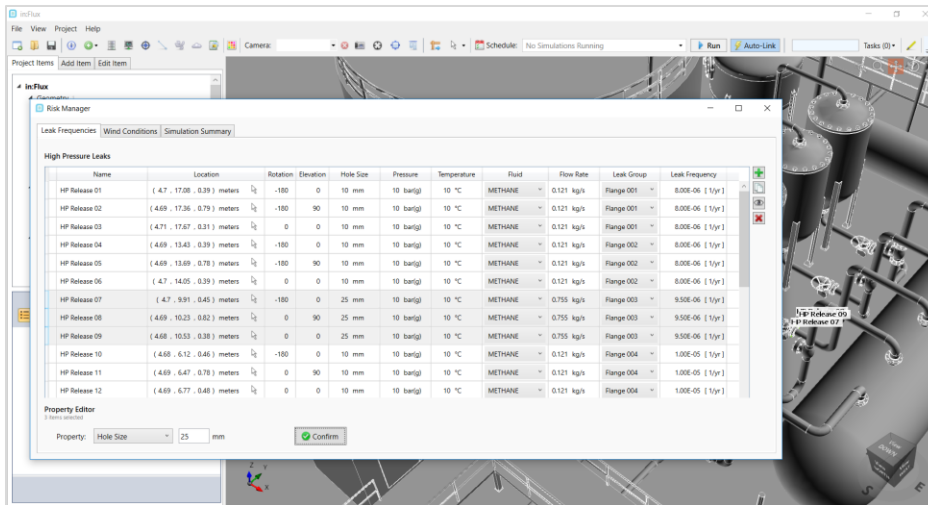 in:Flux
File View Project Help
Camera:
Schedule: No Simulations Running
Run
Auto-Link
Tasks (0)
Project Items Add Item Edit Item
in:Flux
Geometry
Risk Manager
Leak Frequencies Wind Conditions Simulation Summary
High Pressure Leaks
Name Location Rotation Elevation Hole Size Pressure Temperature Fluid Flow Rate Leak Group Leak Frequency
HP Release 01 ( 4.7 , 17.08 , 0.39 ) meters -180 0 10 mm 10 bar(g) 10 °C METHANE 0.121 kg/s Flange 001 8.00E-06 [ 1/yr ]
HP Release 02 ( 4.69 , 17.36 , 0.79 ) meters -180 90 10 mm 10 bar(g) 10 °C METHANE 0.121 kg/s Flange 001 8.00E-06 [ 1/yr ]
HP Release 03 ( 4.71 , 17.67 , 0.31 ) meters 0 0 10 mm 10 bar(g) 10 °C METHANE 0.121 kg/s Flange 001 8.00E-06 [ 1/yr ]
HP Release 04 ( 4.69 , 13.43 , 0.39 ) meters -180 0 10 mm 10 bar(g) 10 °C METHANE 0.121 kg/s Flange 002 8.00E-06 [ 1/yr ]
HP Release 05 ( 4.69 , 13.69 , 0.78 ) meters -180 90 10 mm 10 bar(g) 10 °C METHANE 0.121 kg/s Flange 002 8.00E-06 [ 1/yr ]
HP Release 06 ( 4.7 , 14.05 , 0.39 ) meters 0 0 10 mm 10 bar(g) 10 °C METHANE 0.121 kg/s Flange 002 8.00E-06 [ 1/yr ]
HP Release 07 ( 4.7 , 9.91 , 0.45 ) meters -180 0 25 mm 10 bar(g) 10 °C METHANE 0.755 kg/s Flange 003 9.50E-06 [ 1/yr ]
HP Release 08 ( 4.69 , 10.23 , 0.82 ) meters 0 90 25 mm 10 bar(g) 10 °C METHANE 0.755 kg/s Flange 003 9.50E-06 [ 1/yr ]
HP Release 09 ( 4.68 , 10.53 , 0.38 ) meters 0 0 25 mm 10 bar(g) 10 °C METHANE 0.755 kg/s Flange 003 9.50E-06 [ 1/yr ]
HP Release 10 ( 4.68 , 6.12 , 0.46 ) meters -180 0 10 mm 10 bar(g) 10 °C METHANE 0.121 kg/s Flange 004 1.00E-05 [ 1/yr ]
HP Release 11 ( 4.69 , 6.47 , 0.78 ) meters 0 90 10 mm 10 bar(g) 10 °C METHANE 0.121 kg/s Flange 004 1.00E-05 [ 1/yr ]
HP Release 12 ( 4.69 , 6.77 , 0.48 ) meters 0 0 10 mm 10 bar(g) 10 °C METHANE 0.121 kg/s Flange 004 1.00E-05 [ 1/yr ]
HP Release 09
HP Release 07
Property Editor
3 items selected
Property: Hole Size 25 mm Confirm
DOWN
S E
Z Y X